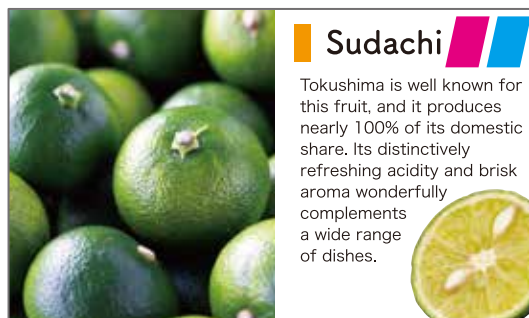 Sudachi
Tokushima is well known for
this fruit, and it produces
nearly 100% of its domestic
share. Its distinctively
refreshing acidity and brisk
aroma wonderfully
complements
a wide range
of dishes.